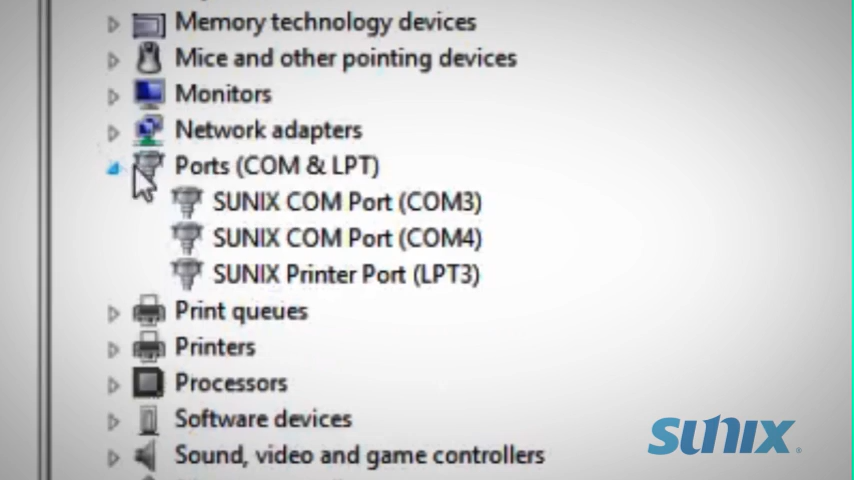 Memory technology devices
Mice and other pointing devices
Monitors
Network adapters
Ports (COM & LPT)
SUNIX COM Port (COM3)
SUNIX COM Port (COM4)
SUNIX Printer Port (LPT3)
Print queues
Printers
Processors
Software devices
Sound, video and game controllers
SUNIX